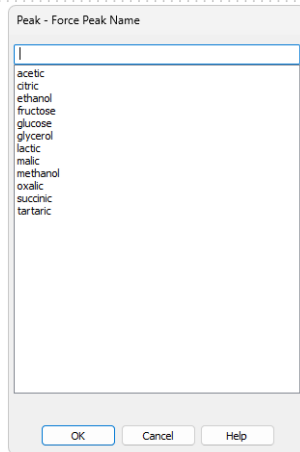 Peak - Force Peak Name
acetic
citric
ethanol
fructose
glucose
glycerol
lactic
malic
methanol
oxalic
succinic
tartaric
OK Cancel Help